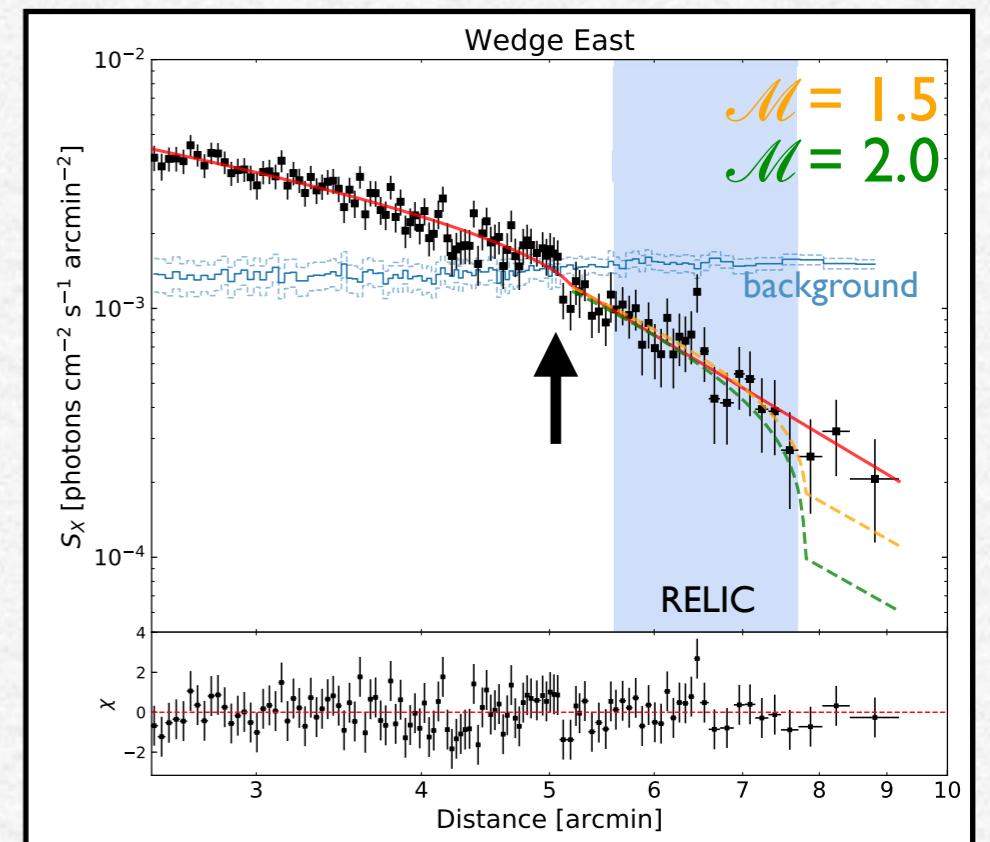 Wedge East
ℳ = 1.5
ℳ = 2.0
10⁻²
10⁻³
10⁻⁴
S_X [photons cm⁻² s⁻¹ arcmin⁻²]
background
RELIC
4
2
0
−2
χ
3 4 5 6 7 8 9 10
Distance [arcmin]